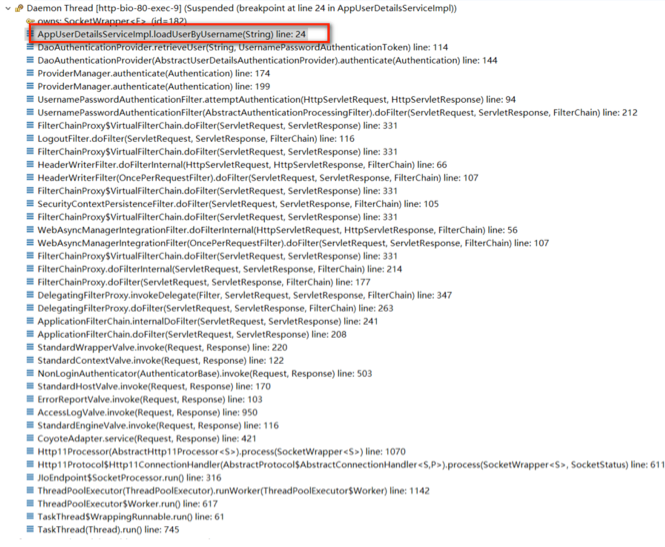 Daemon Thread [http-bio-80-exec-9] (Suspended (breakpoint at line 24 in AppUserDetailsServiceImpl))
owns: SocketWrapper<E> (id=182)
AppUserDetailsServiceImpl.loadUserByUsername(String) line: 24
DaoAuthenticationProvider.retrieveUser(String, UsernamePasswordAuthenticationToken) line: 114
DaoAuthenticationProvider(AbstractUserDetailsAuthenticationProvider).authenticate(Authentication) line: 144
ProviderManager.authenticate(Authentication) line: 174
ProviderManager.authenticate(Authentication) line: 199
UsernamePasswordAuthenticationFilter.attemptAuthentication(HttpServletRequest, HttpServletResponse) line: 94
UsernamePasswordAuthenticationFilter(AbstractAuthenticationProcessingFilter).doFilter(ServletRequest, ServletResponse, FilterChain) line: 212
FilterChainProxy$VirtualFilterChain.doFilter(ServletRequest, ServletResponse) line: 331
LogoutFilter.doFilter(ServletRequest, ServletResponse, FilterChain) line: 116
FilterChainProxy$VirtualFilterChain.doFilter(ServletRequest, ServletResponse) line: 331
HeaderWriterFilter.doFilterInternal(HttpServletRequest, HttpServletResponse, FilterChain) line: 66
HeaderWriterFilter(OncePerRequestFilter).doFilter(ServletRequest, ServletResponse, FilterChain) line: 107
FilterChainProxy$VirtualFilterChain.doFilter(ServletRequest, ServletResponse) line: 331
SecurityContextPersistenceFilter.doFilter(ServletRequest, ServletResponse, FilterChain) line: 105
FilterChainProxy$VirtualFilterChain.doFilter(ServletRequest, ServletResponse) line: 331
WebAsyncManagerIntegrationFilter.doFilterInternal(HttpServletRequest, HttpServletResponse, FilterChain) line: 56
WebAsyncManagerIntegrationFilter(OncePerRequestFilter).doFilter(ServletRequest, ServletResponse, FilterChain) line: 107
FilterChainProxy$VirtualFilterChain.doFilter(ServletRequest, ServletResponse) line: 331
FilterChainProxy.doFilterInternal(ServletRequest, ServletResponse, FilterChain) line: 214
FilterChainProxy.doFilter(ServletRequest, ServletResponse, FilterChain) line: 177
DelegatingFilterProxy.invokeDelegate(Filter, ServletRequest, ServletResponse, FilterChain) line: 347
DelegatingFilterProxy.doFilter(ServletRequest, ServletResponse, FilterChain) line: 263
ApplicationFilterChain.internalDoFilter(ServletRequest, ServletResponse) line: 241
ApplicationFilterChain.doFilter(ServletRequest, ServletResponse) line: 208
StandardWrapperValve.invoke(Request, Response) line: 220
StandardContextValve.invoke(Request, Response) line: 122
NonLoginAuthenticator(AuthenticatorBase).invoke(Request, Response) line: 503
StandardHostValve.invoke(Request, Response) line: 170
ErrorReportValve.invoke(Request, Response) line: 103
AccessLogValve.invoke(Request, Response) line: 950
StandardEngineValve.invoke(Request, Response) line: 116
CoyoteAdapter.service(Request, Response) line: 421
Http11Processor(AbstractHttp11Processor<S>).process(SocketWrapper<S>) line: 1070
Http11Protocol$Http11ConnectionHandler(AbstractProtocol$AbstractConnectionHandler<S,P>).process(SocketWrapper<S>, SocketStatus) line: 611
JIoEndpoint$SocketProcessor.run() line: 316
ThreadPoolExecutor(ThreadPoolExecutor).runWorker(ThreadPoolExecutor$Worker) line: 1142
ThreadPoolExecutor$Worker.run() line: 617
TaskThread$WrappingRunnable.run() line: 61
TaskThread(Thread).run() line: 745